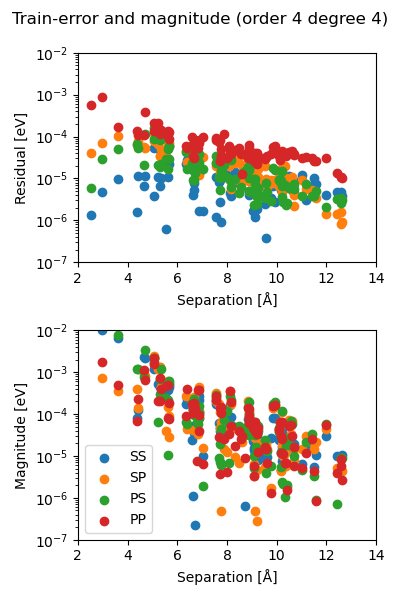 Train-error and magnitude (order 4 degree 4)
Residual [eV]
10⁻²
10⁻³
10⁻⁴
10⁻⁵
10⁻⁶
10⁻⁷
2 4 6 8 10 12 14
Separation [Å]
Magnitude [eV]
10⁻²
10⁻³
10⁻⁴
10⁻⁵
10⁻⁶
10⁻⁷
SS
SP
PS
PP
2 4 6 8 10 12 14
Separation [Å]